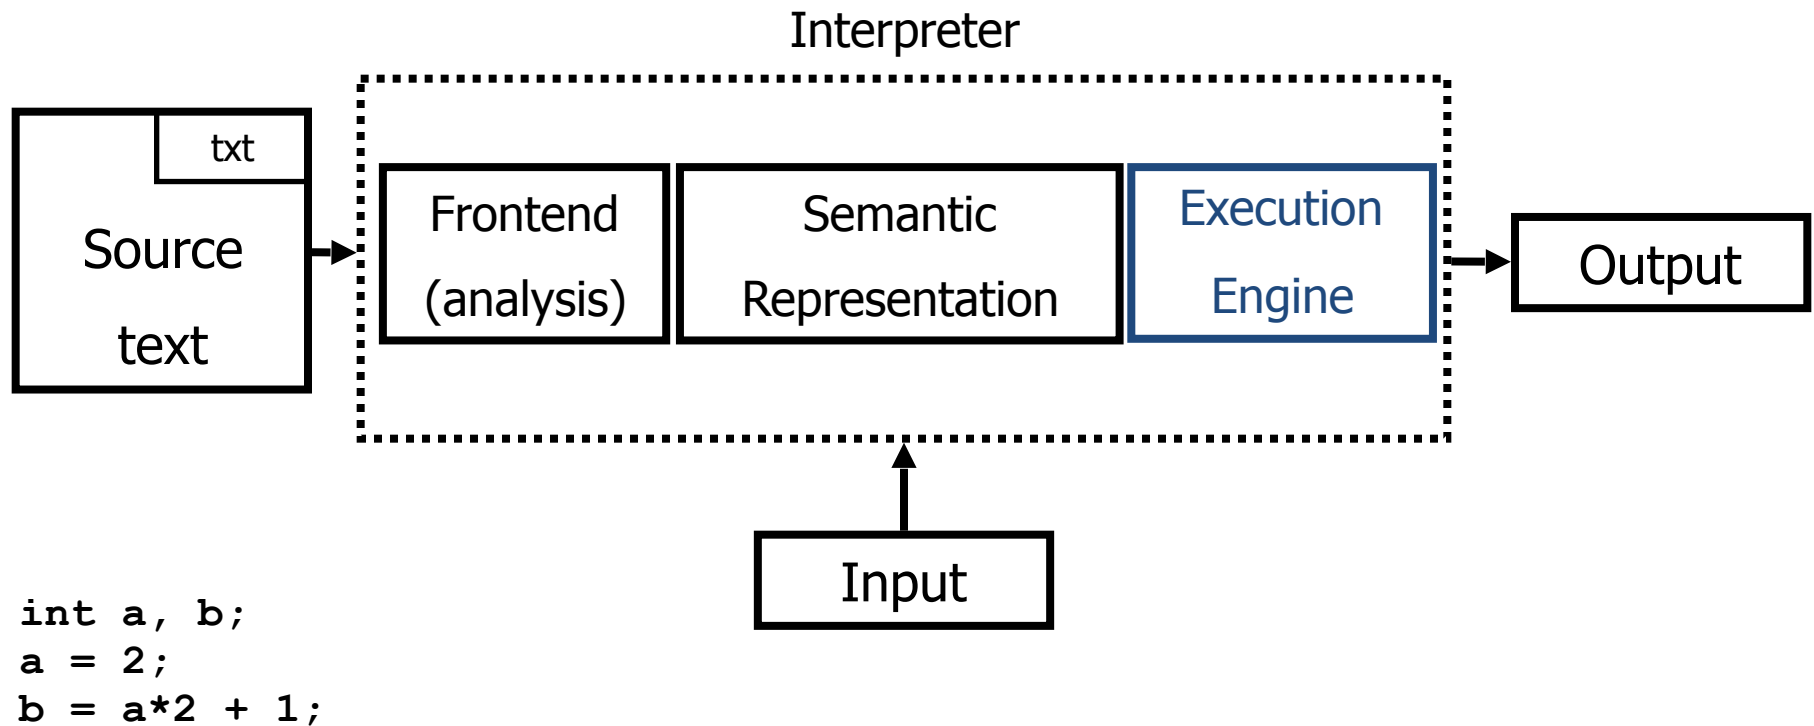 Interpreter
txt
Source
text
Frontend
(analysis)
Semantic
Representation
Execution
Engine
Output
Input
int a, b;
a = 2;
b = a*2 + 1;